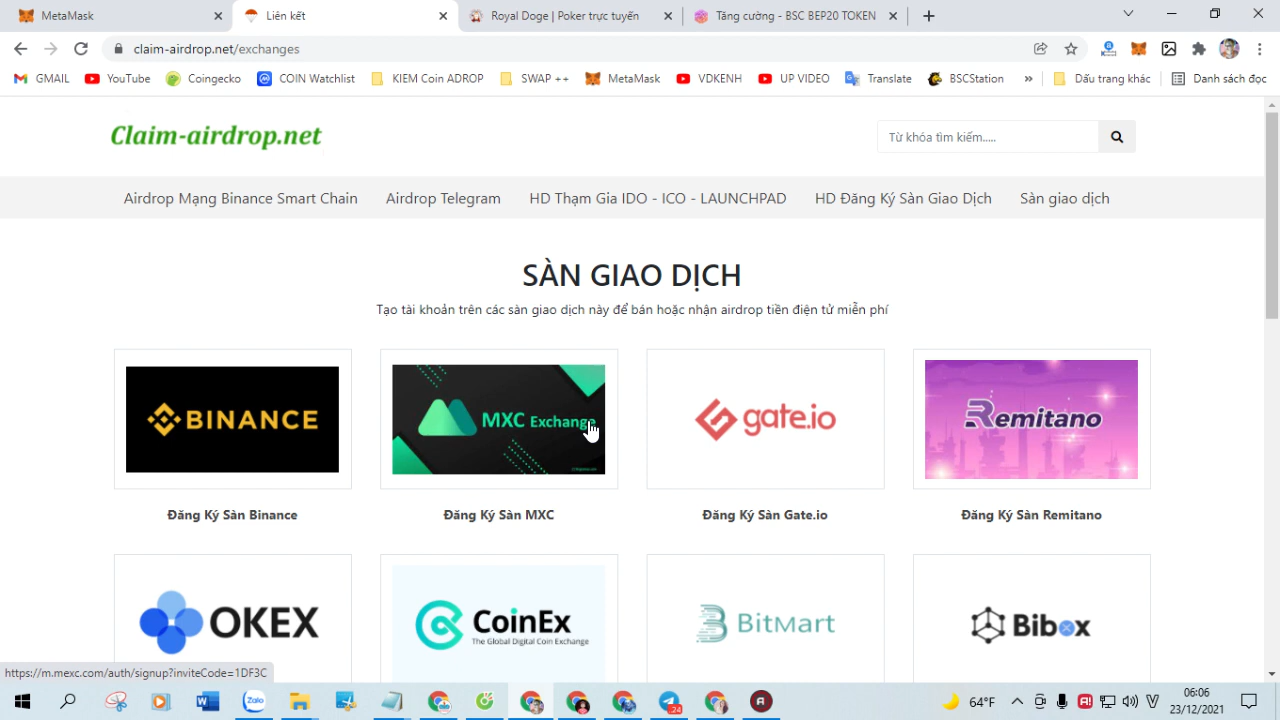 MetaMask
Liên kết
Royal Doge | Poker trực tuyến
Tăng cường - BSC BEP20 TOKEN
claim-airdrop.net/exchanges
GMAIL
YouTube
Coingecko
COIN Watchlist
KIEM Coin ADROP
SWAP ++
MetaMask
VDKENH
UP VIDEO
Translate
BSCStation
»
Dấu trang khác
Danh sách đọc
Claim-airdrop.net
Từ khóa tìm kiếm.....
Airdrop Mạng Binance Smart Chain
Airdrop Telegram
HD Thạm Gia IDO - ICO - LAUNCHPAD
HD Đăng Ký Sàn Giao Dịch
Sàn giao dịch
SÀN GIAO DỊCH
Tạo tài khoản trên các sàn giao dịch này để bán hoặc nhận airdrop tiền điện tử miễn phí
BINANCE
MXC Exchange
gate.io
Remitano
Đăng Ký Sàn Binance
Đăng Ký Sàn MXC
Đăng Ký Sàn Gate.io
Đăng Ký Sàn Remitano
OKEX
CoinEx
The Global Digital Coin Exchange
BitMart
Bibox
https://m.mexc.com/auth/signup?inviteCode=1DF3C
Zalo
24
64°F
06:06
23/12/2021